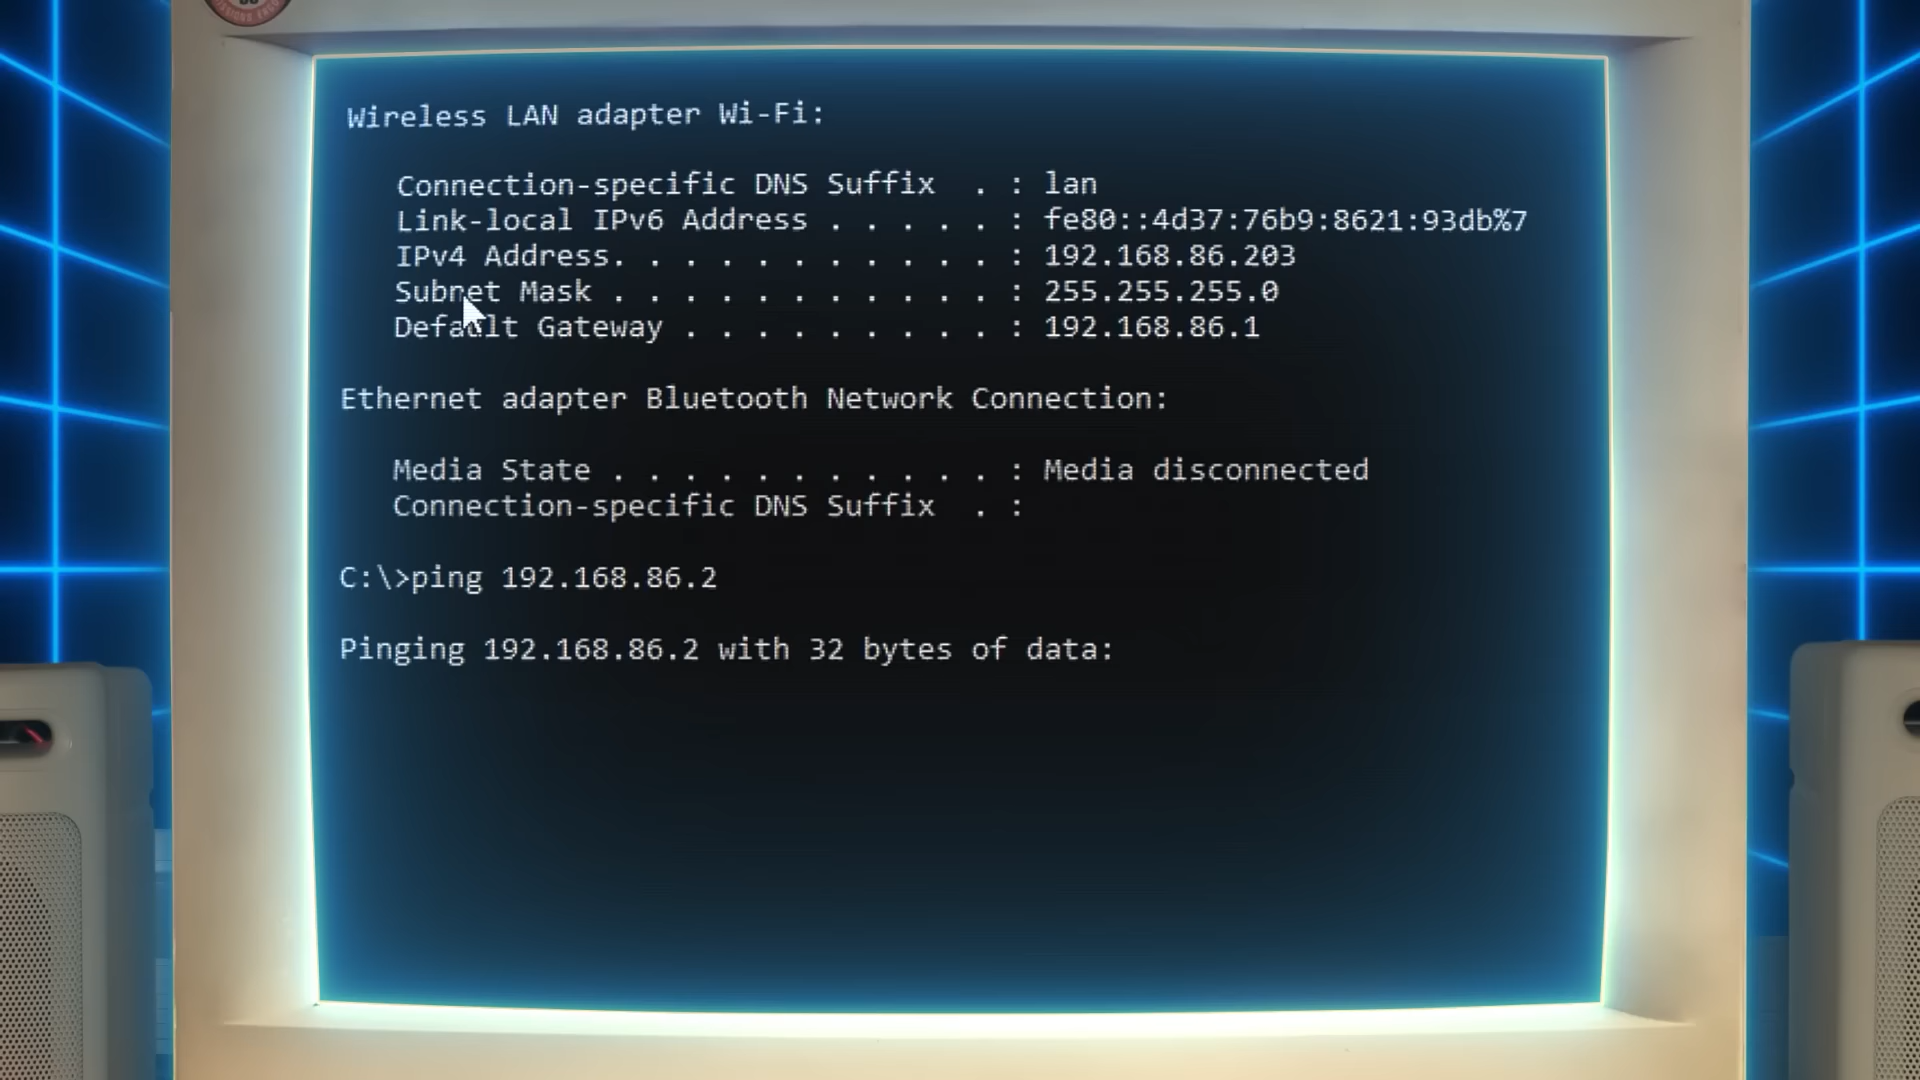 Wireless LAN adapter Wi-Fi:
Connection-specific DNS Suffix  . : lan
Link-local IPv6 Address . . . . . : fe80::4d37:76b9:8621:93db%7
IPv4 Address. . . . . . . . . . . : 192.168.86.203
Subnet Mask . . . . . . . . . . . : 255.255.255.0
Default Gateway . . . . . . . . . : 192.168.86.1
Ethernet adapter Bluetooth Network Connection:
Media State . . . . . . . . . . . : Media disconnected
Connection-specific DNS Suffix  . :
C:\>ping 192.168.86.2
Pinging 192.168.86.2 with 32 bytes of data: